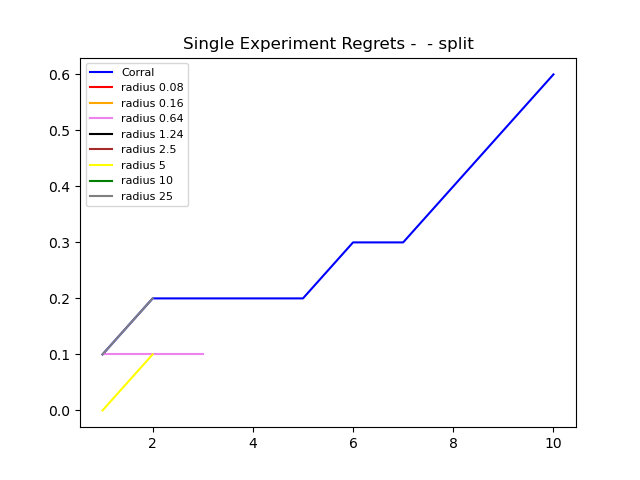 Single Experiment Regrets -  - split
Corral
radius 0.08
radius 0.16
radius 0.64
radius 1.24
radius 2.5
radius 5
radius 10
radius 25
0.6
0.5
0.4
0.3
0.2
0.1
0.0
2 4 6 8 10